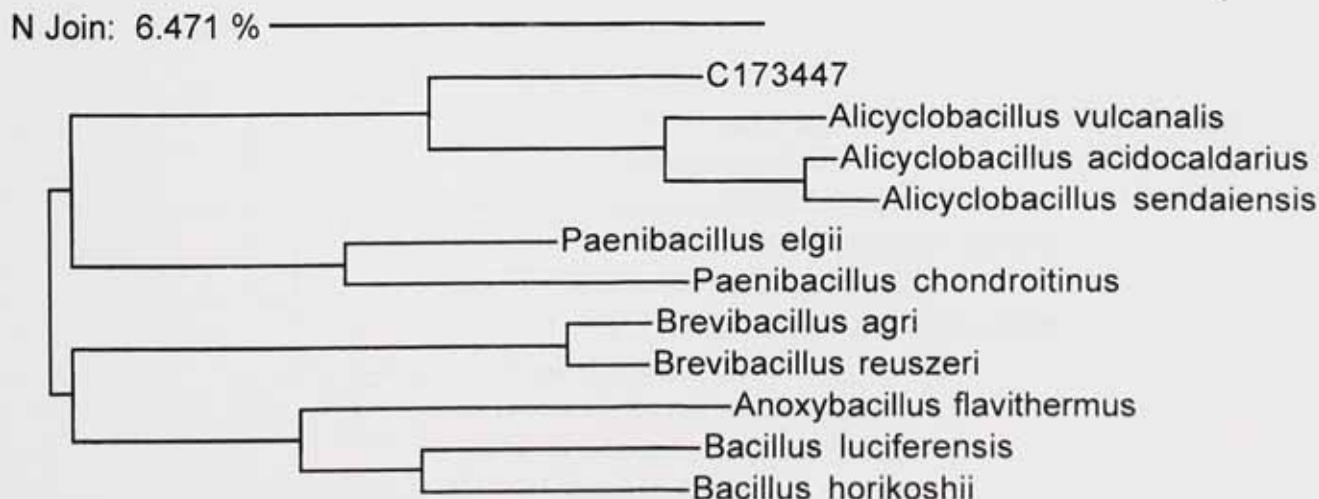 N Join: 6.471 %
C173447
Alicyclobacillus vulcanalis
Alicyclobacillus acidocaldarius
Alicyclobacillus sendaiensis
Paenibacillus elgii
Paenibacillus chondroitinus
Brevibacillus agri
Brevibacillus reuszeri
Anoxybacillus flavithermus
Bacillus luciferensis
Bacillus horikoshii